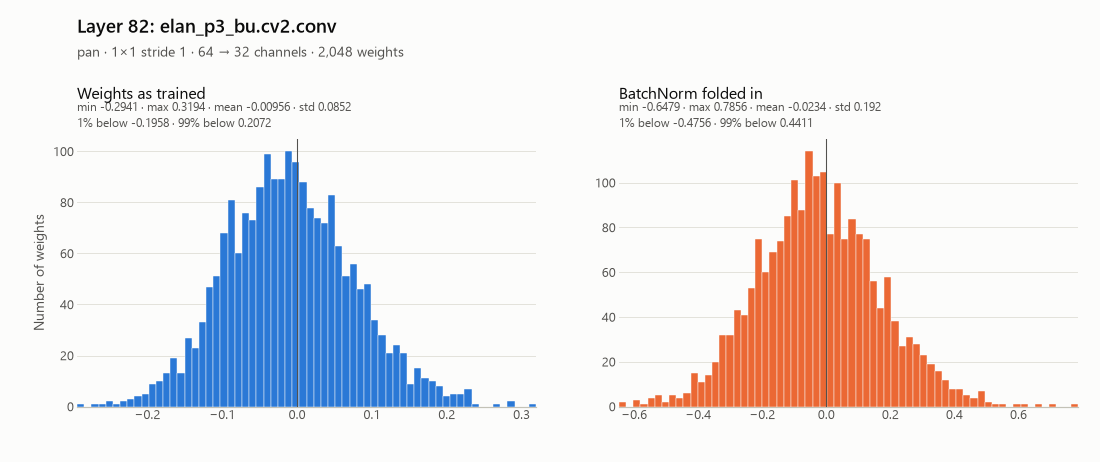 Layer 82: elan_p3_bu.cv2.conv
pan · 1×1 stride 1 · 64 → 32 channels · 2,048 weights
Weights as trained
min -0.2941 · max 0.3194 · mean -0.00956 · std 0.0852
1% below -0.1958 · 99% below 0.2072
Number of weights
100
80
60
40
20
0
−0.2 −0.1 0.0 0.1 0.2 0.3
BatchNorm folded in
min -0.6479 · max 0.7856 · mean -0.0234 · std 0.192
1% below -0.4756 · 99% below 0.4411
100
80
60
40
20
0
−0.6 −0.4 −0.2 0.0 0.2 0.4 0.6